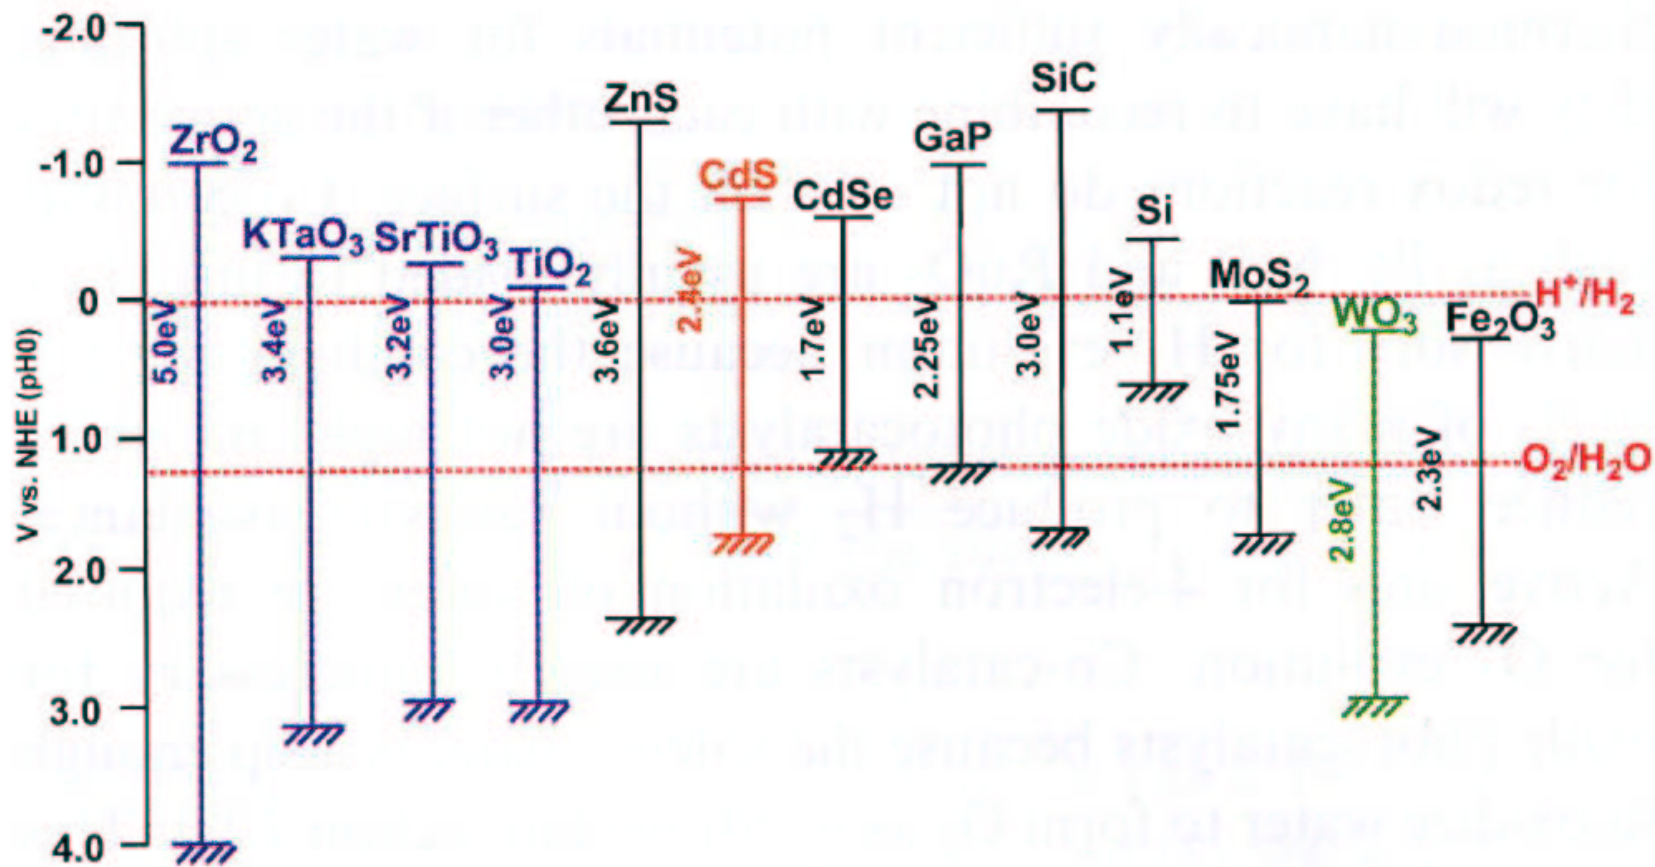 -2.0
-1.0
0
1.0
2.0
3.0
4.0
V vs. NHE (pH0)
ZrO2
5.0eV
KTaO3
3.4eV
SrTiO3
3.2eV
TiO2
3.0eV
ZnS
3.6eV
CdS
2.4eV
CdSe
1.7eV
GaP
2.25eV
SiC
3.0eV
Si
1.1eV
MoS2
1.75eV
WO3
2.8eV
Fe2O3
2.3eV
H+/H2
O2/H2O